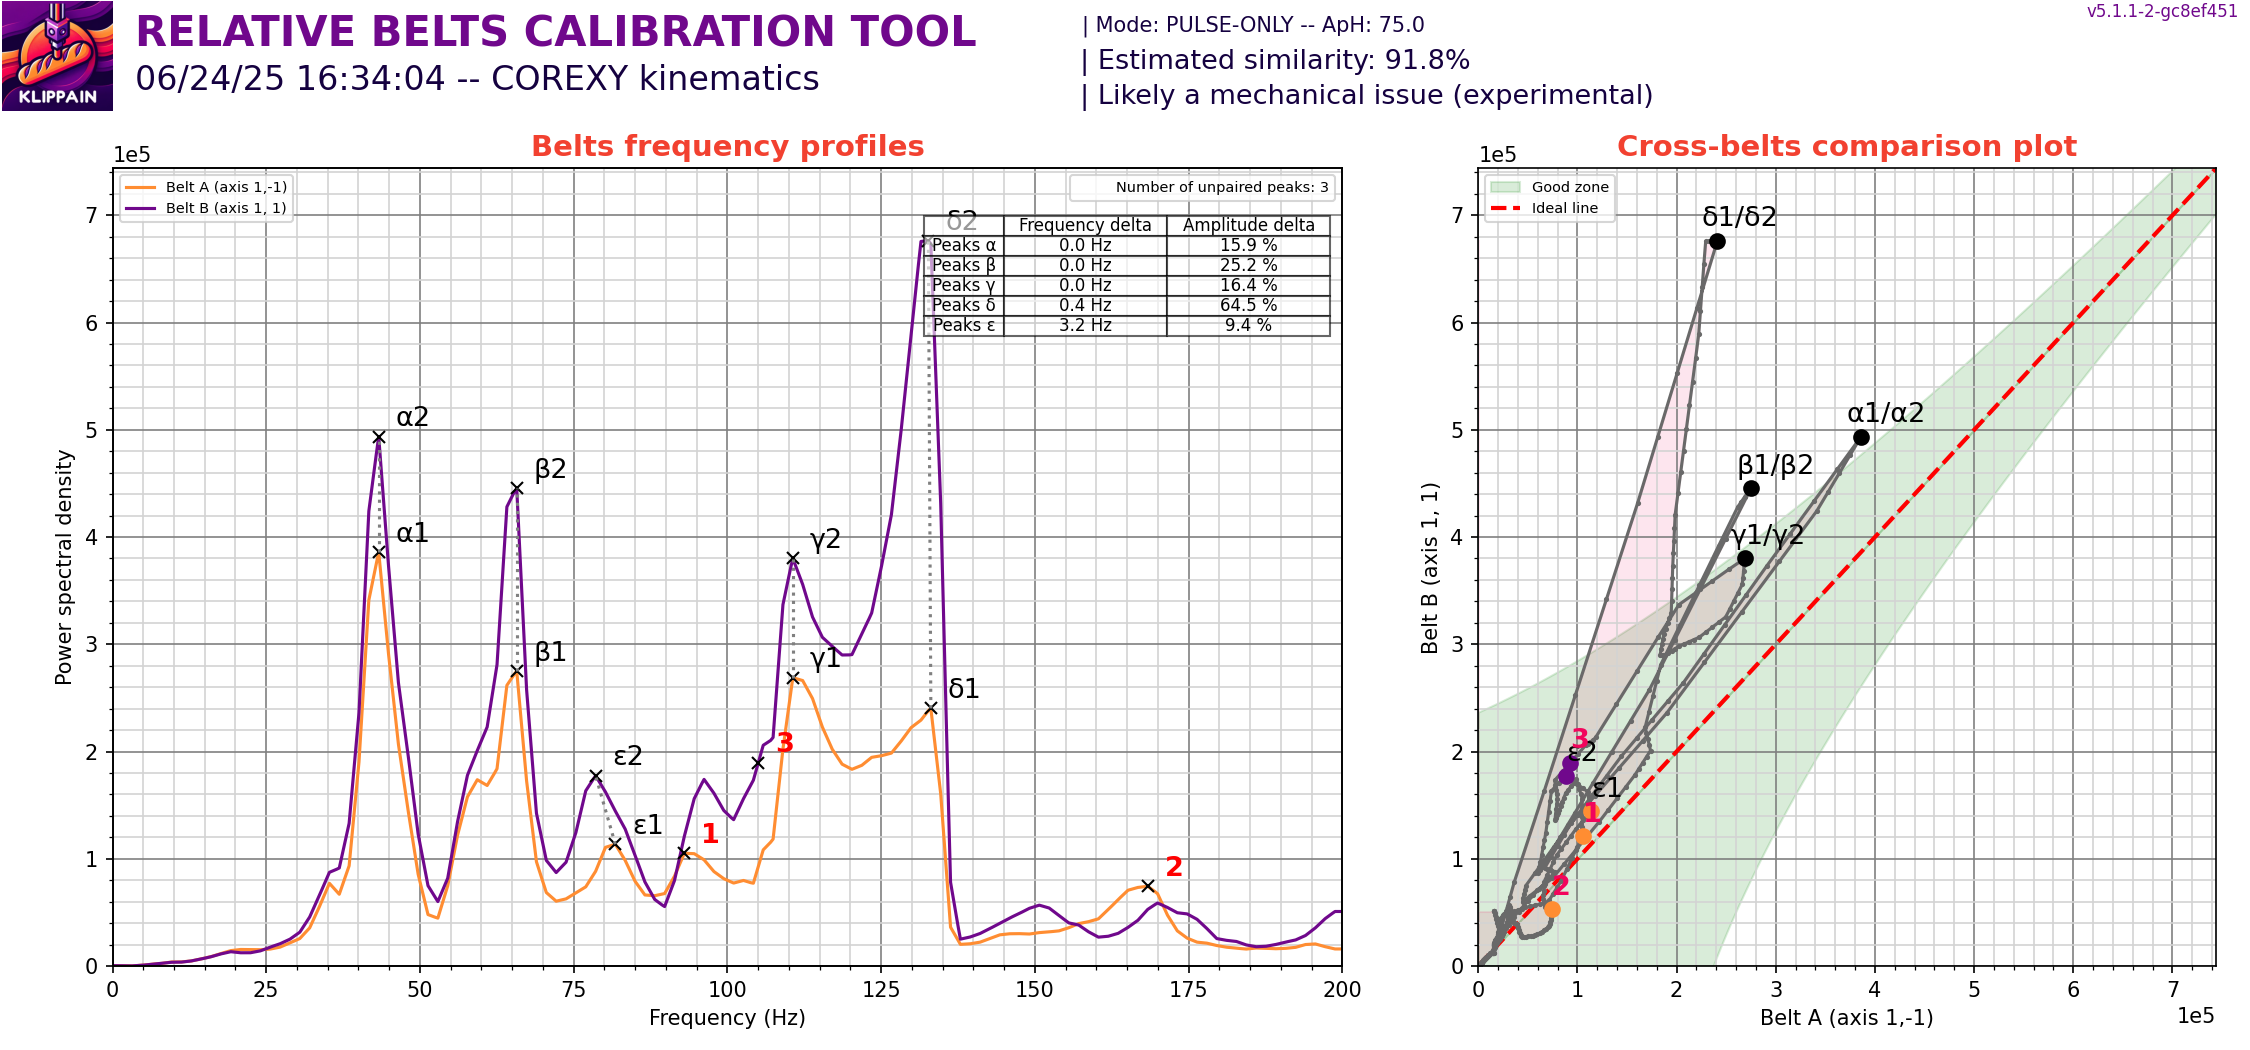 KLIPPAIN
RELATIVE BELTS CALIBRATION TOOL
06/24/25 16:34:04 -- COREXY kinematics
| Mode: PULSE-ONLY -- ApH: 75.0
| Estimated similarity: 91.8%
| Likely a mechanical issue (experimental)
v5.1.1-2-gc8ef451
Belts frequency profiles
1e5
Belt A (axis 1,-1)
Belt B (axis 1, 1)
Number of unpaired peaks: 3
Frequency delta Amplitude delta
Peaks α 0.0 Hz 15.9 %
Peaks β 0.0 Hz 25.2 %
Peaks γ 0.0 Hz 16.4 %
Peaks δ 0.4 Hz 64.5 %
Peaks ε 3.2 Hz 9.4 %
δ2
α2
β2
α1
γ2
β1
γ1
δ1
ε2
3
ε1
1
2
7
6
5
4
3
2
1
0
Power spectral density
0 25 50 75 100 125 150 175 200
Frequency (Hz)
Cross-belts comparison plot
1e5
Good zone
Ideal line
δ1/δ2
α1/α2
β1/β2
γ1/γ2
3
ε2
ε1
1
2
7
6
5
4
3
2
1
0
Belt B (axis 1, 1)
0 1 2 3 4 5 6 7
Belt A (axis 1,-1)
1e5